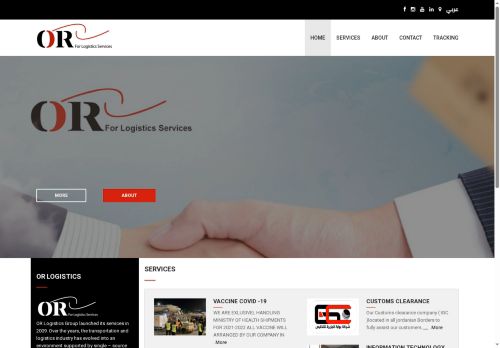 عربي
OR For Logistics Services
HOME SERVICES ABOUT CONTACT TRACKING
OR For Logistics Services
MORE ABOUT
OR LOGISTICS
OR For Logistics Services
OR Logistics Group launched its services in
2009. Over the years, the transportation and
logistics industry has evolved into an
environment supported by single – source
SERVICES
VACCINE COVID -19
WE ARE EXLUSIVEL HANDLING
MINISTRY OF HEALTH SHIPMENTS
FOR 2021-2022 ALL VACCINE WILL
ARRANGED BY OUR COMPANY IN
More
CUSTOMS CLEARANCE
Our Customs clearance company ( XBC
)located in all jordanian Borders to
fully assist our customers ,,,,, More
INFORMATION TECHNOLOGY